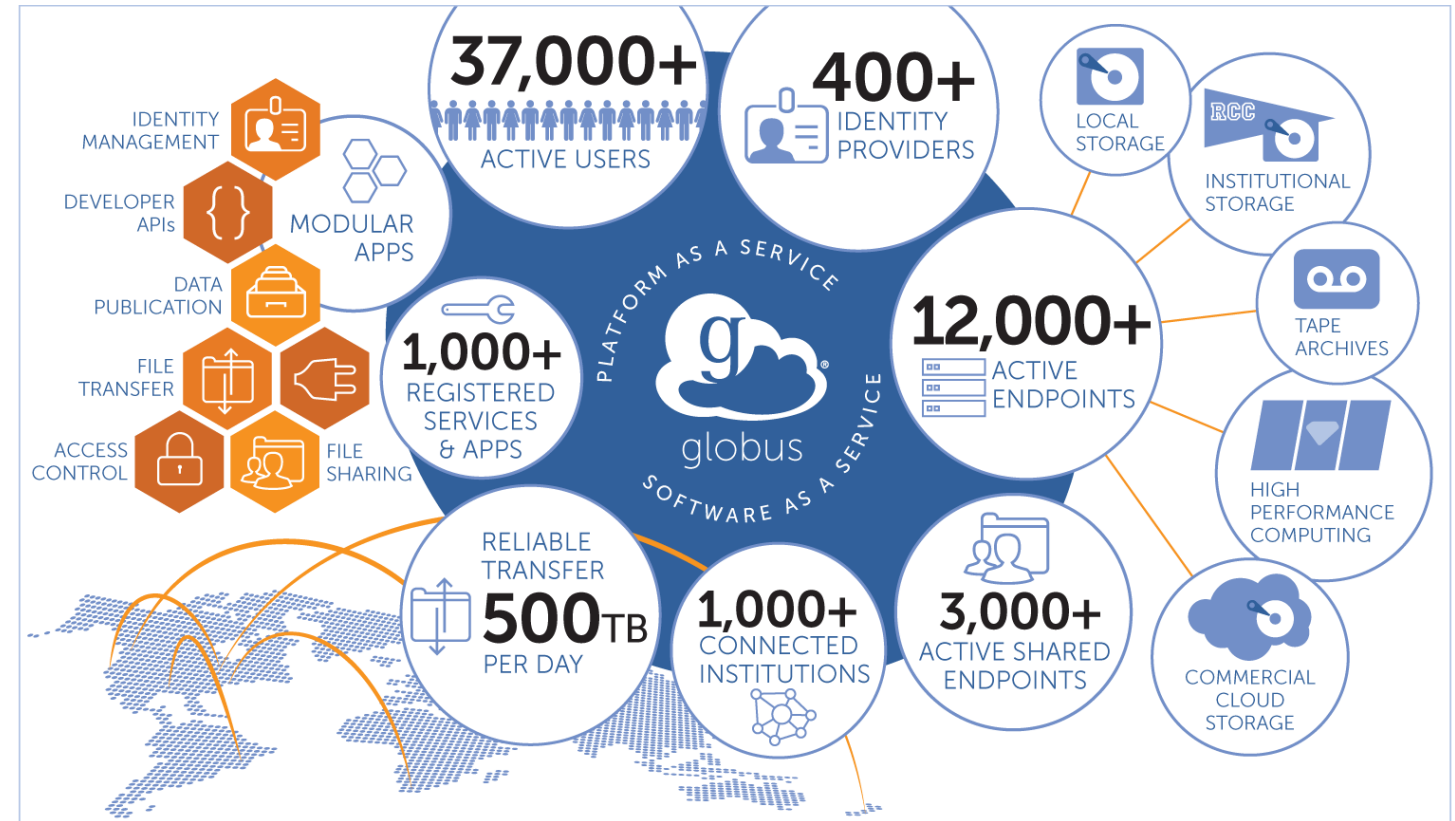 37,000+
ACTIVE USERS
400+
IDENTITY
PROVIDERS
LOCAL
STORAGE
RCC
INSTITUTIONAL
STORAGE
TAPE
ARCHIVES
HIGH
PERFORMANCE
COMPUTING
COMMERCIAL
CLOUD
STORAGE
12,000+
ACTIVE
ENDPOINTS
3,000+
ACTIVE SHARED
ENDPOINTS
1,000+
CONNECTED
INSTITUTIONS
RELIABLE
TRANSFER
500TB
PER DAY
1,000+
REGISTERED
SERVICES
& APPS
MODULAR
APPS
IDENTITY
MANAGEMENT
DEVELOPER
APIs
DATA
PUBLICATION
FILE
TRANSFER
ACCESS
CONTROL
FILE
SHARING
PLATFORM AS A SERVICE
g
®
globus
SOFTWARE AS A SERVICE